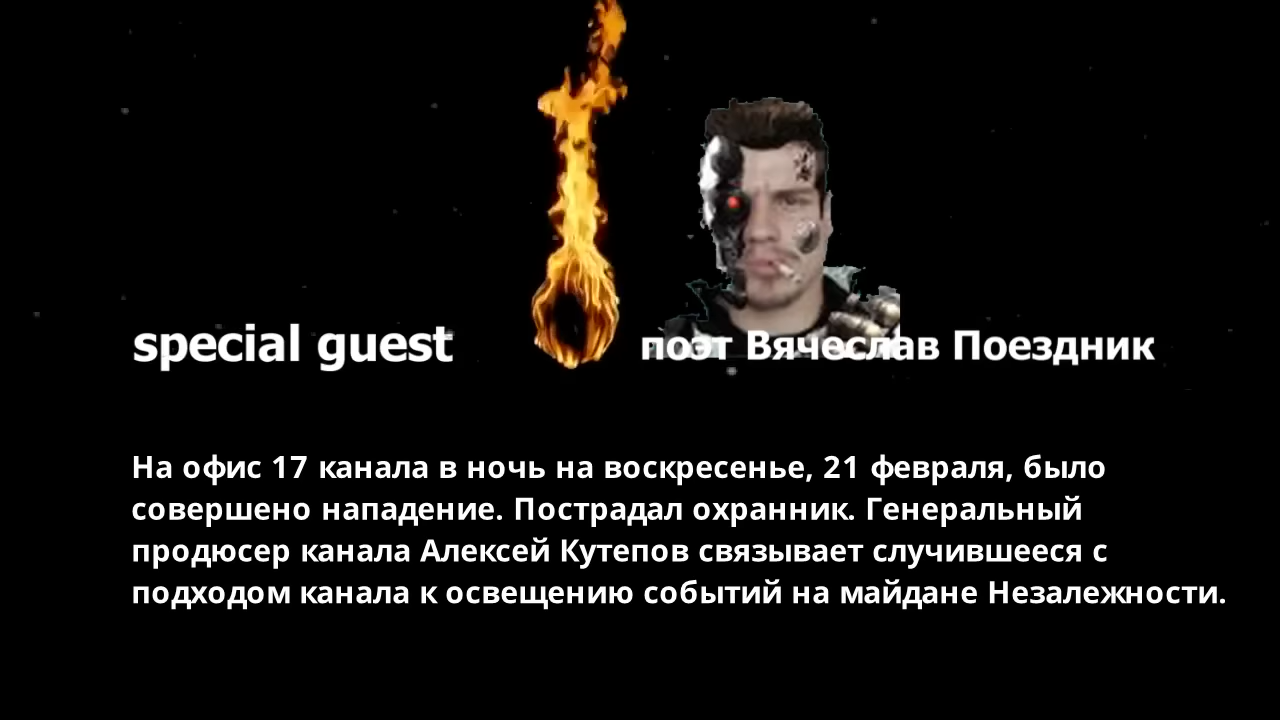 special guest
поэт Вячеслав Поездник
На офис 17 канала в ночь на воскресенье, 21 февраля, было
совершено нападение. Пострадал охранник. Генеральный
продюсер канала Алексей Кутепов связывает случившееся с
подходом канала к освещению событий на майдане Незалежности.